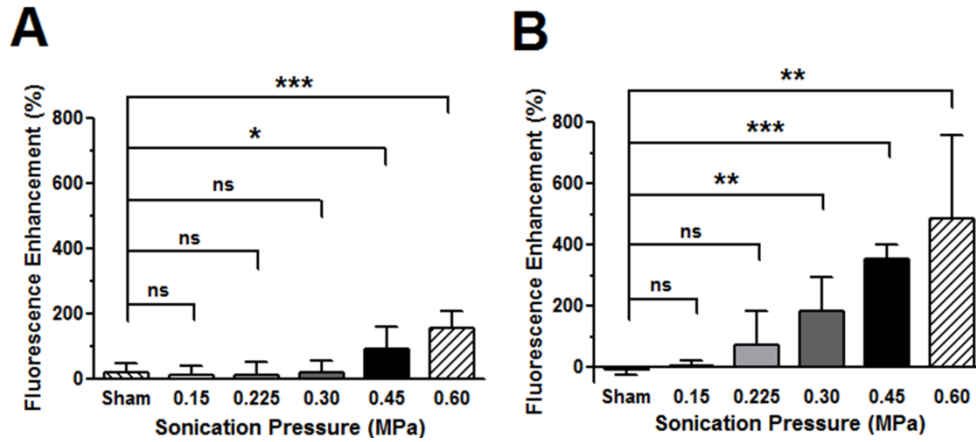 A
Fluorescence Enhancement (%)
800
600
400
200
0
***
*
ns
ns
ns
Sham 0.15 0.225 0.30 0.45 0.60
Sonication Pressure (MPa)
B
Fluorescence Enhancement (%)
800
600
400
200
0
**
***
**
ns
ns
Sham 0.15 0.225 0.30 0.45 0.60
Sonication Pressure (MPa)